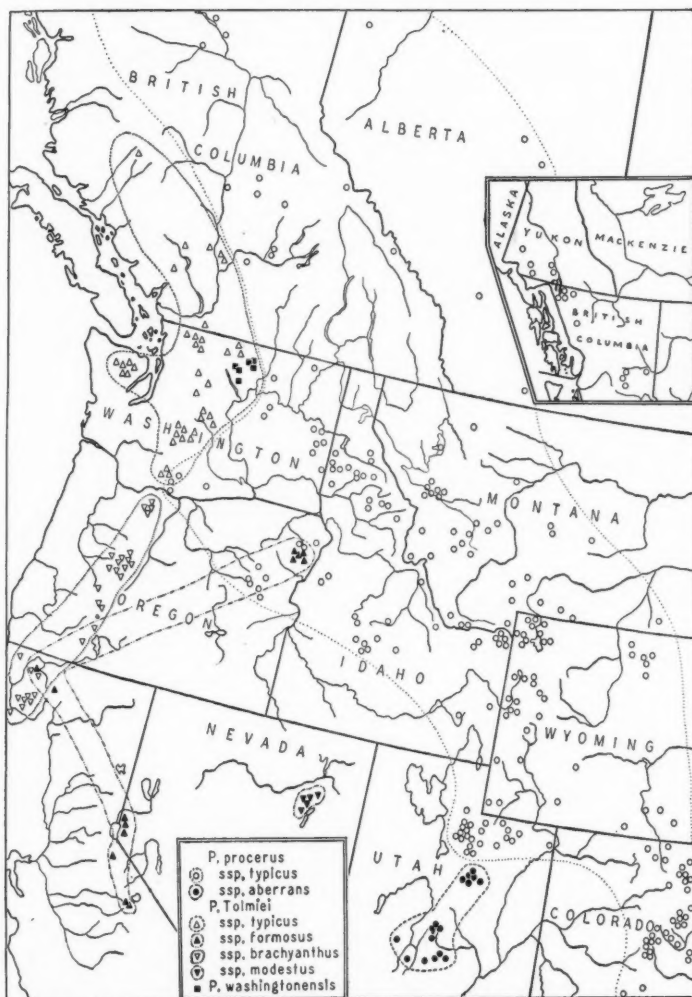 BRITISH
COLUMBIA
ALBERTA
ALASKA
YUKON MACKENZIE
BRITISH
COLUMBIA
WASHINGTON
MONTANA
OREGON
IDAHO
WYOMING
NEVADA
UTAH
COLORADO
P. procerus
ssp. typicus
ssp. aberrans
P. Tolmiei
ssp. typicus
ssp. formosus
ssp. brachyanthus
ssp. modestus
P. washingtonensis